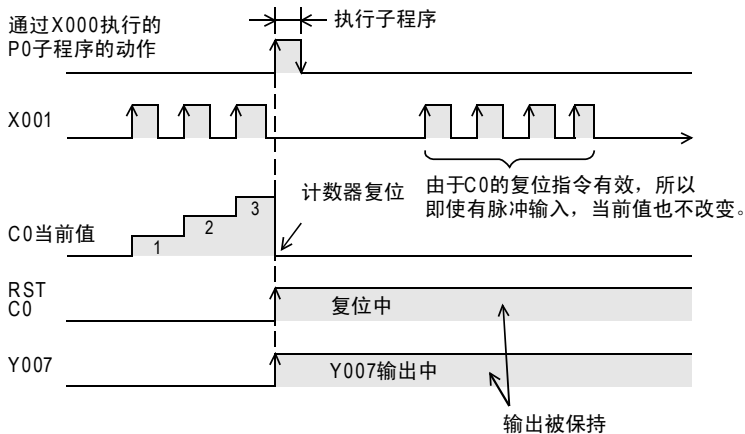 通过X000执行的
P0子程序的动作
执行子程序
X001
由于C0的复位指令有效，所以
即使有脉冲输入，当前值也不改变。
计数器复位
C0当前值
1
2
3
RST
C0
复位中
Y007
Y007输出中
输出被保持